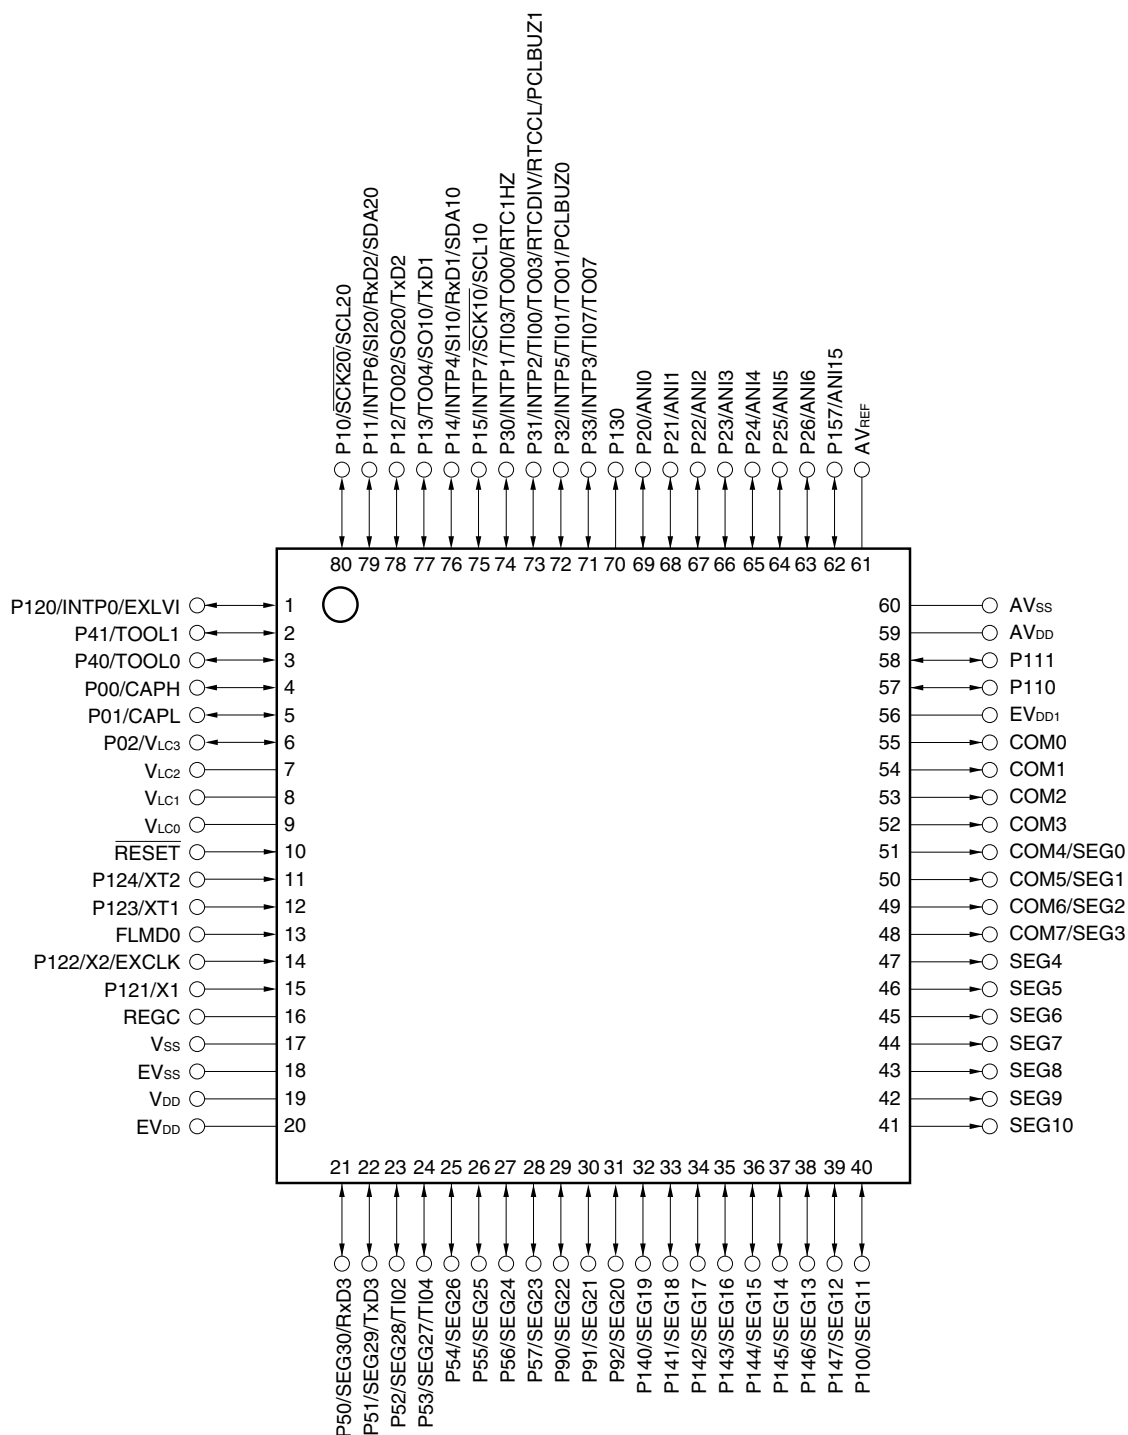 P10/SCK20/SCL20
P11/INTP6/SI20/RxD2/SDA20
P12/TO02/SO20/TxD2
P13/TO04/SO10/TxD1
P14/INTP4/SI10/RxD1/SDA10
P15/INTP7/SCK10/SCL10
P30/INTP1/TI03/TO00/RTC1HZ
P31/INTP2/TI00/TO03/RTCDIV/RTCCL/PCLBUZ1
P32/INTP5/TI01/TO01/PCLBUZ0
P33/INTP3/TI07/TO07
P130
P20/ANI0
P21/ANI1
P22/ANI2
P23/ANI3
P24/ANI4
P25/ANI5
P26/ANI6
P157/ANI15
AVREF
80 79 78 77 76 75 74 73 72 71 70 69 68 67 66 65 64 63 62 61
P120/INTP0/EXLVI 1 60 AVSS
P41/TOOL1 2 59 AVDD
P40/TOOL0 3 58 P111
P00/CAPH 4 57 P110
P01/CAPL 5 56 EVDD1
P02/VLC3 6 55 COM0
VLC2 7 54 COM1
VLC1 8 53 COM2
VLC0 9 52 COM3
RESET 10 51 COM4/SEG0
P124/XT2 11 50 COM5/SEG1
P123/XT1 12 49 COM6/SEG2
FLMD0 13 48 COM7/SEG3
P122/X2/EXCLK 14 47 SEG4
P121/X1 15 46 SEG5
REGC 16 45 SEG6
VSS 17 44 SEG7
EVSS 18 43 SEG8
VDD 19 42 SEG9
EVDD 20 41 SEG10
21 22 23 24 25 26 27 28 29 30 31 32 33 34 35 36 37 38 39 40
P50/SEG30/RxD3
P51/SEG29/TxD3
P52/SEG28/TI02
P53/SEG27/TI04
P54/SEG26
P55/SEG25
P56/SEG24
P57/SEG23
P90/SEG22
P91/SEG21
P92/SEG20
P140/SEG19
P141/SEG18
P142/SEG17
P143/SEG16
P144/SEG15
P145/SEG14
P146/SEG13
P147/SEG12
P100/SEG11